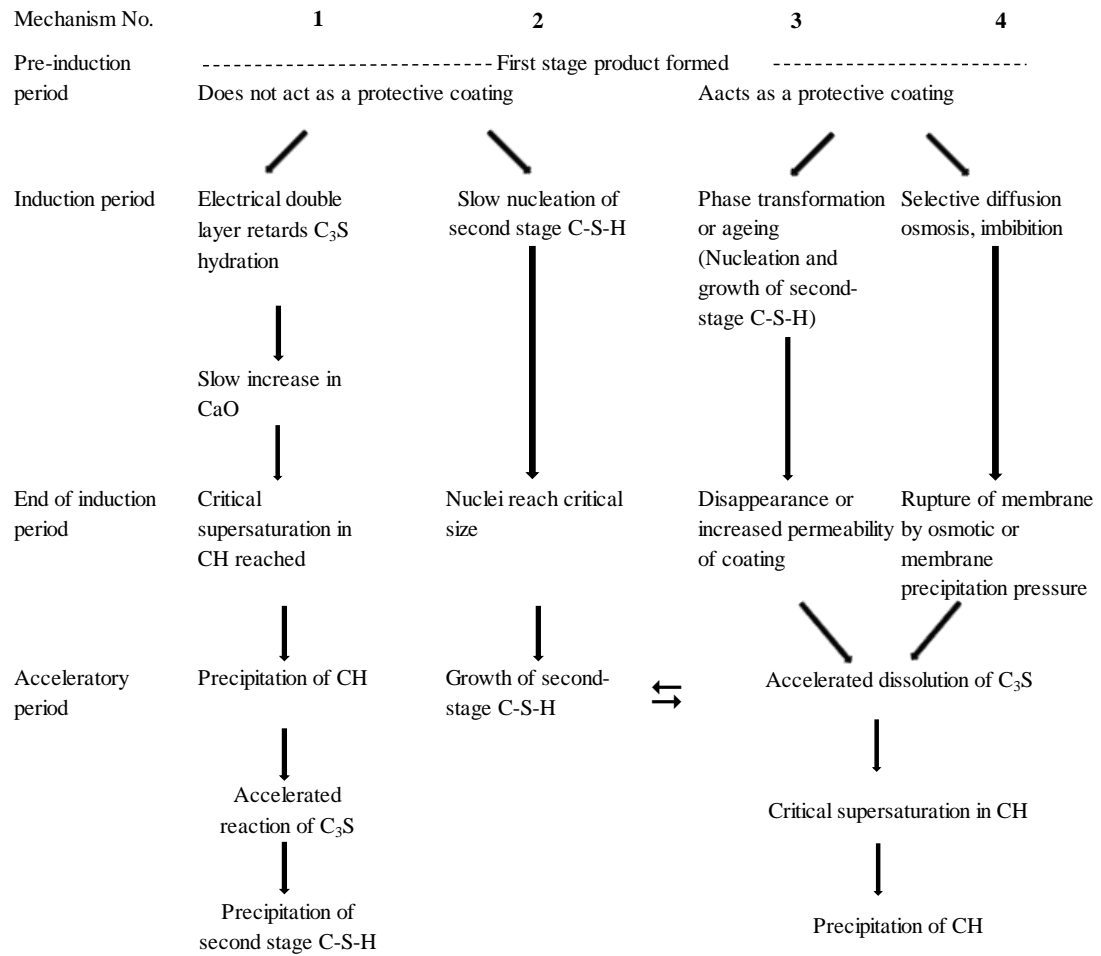 Mechanism No. 1 2 3 4
Pre-induction period
First stage product formed
Does not act as a protective coating
Aacts as a protective coating
Induction period
Electrical double
layer retards C₃S
hydration
Slow nucleation of
second stage C-S-H
Phase transformation
or ageing
(Nucleation and
growth of second-
stage C-S-H)
Selective diffusion
osmosis, imbibition
Slow increase in
CaO
End of induction
period
Critical
supersaturation in
CH reached
Nuclei reach critical
size
Disappearance or
increased permeability
of coating
Rupture of membrane
by osmotic or
membrane
precipitation pressure
Acceleratory
period
Precipitation of CH
Growth of second-
stage C-S-H
Accelerated dissolution of C₃S
Accelerated
reaction of C₃S
Critical supersaturation in CH
Precipitation of
second stage C-S-H
Precipitation of CH